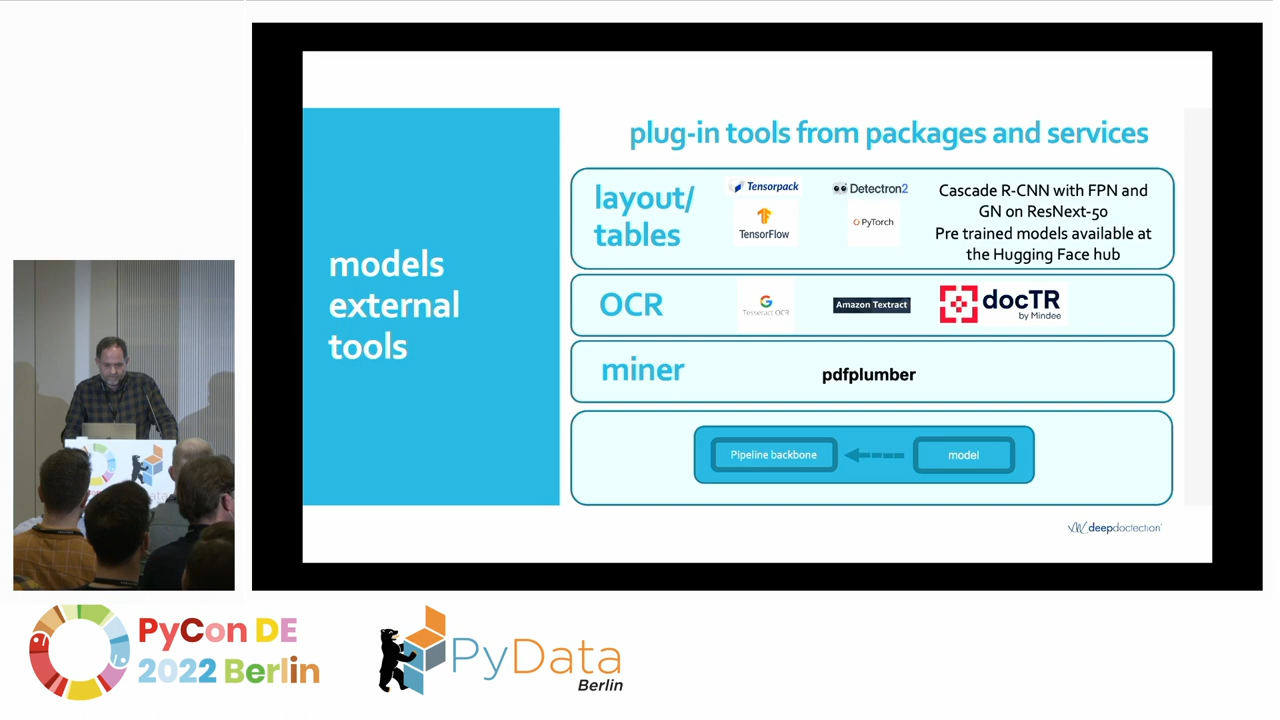 plug-in tools from packages and services
models
external
tools
layout/
tables
Tensorpack
TensorFlow
Detectron2
PyTorch
Cascade R-CNN with FPN and
GN on ResNext-50
Pre trained models available at
the Hugging Face hub
OCR
Tesseract OCR
Amazon Textract
docTR
by Mindee
miner
pdfplumber
Pipeline backbone
model
deepdoctection
PyData
PyCon DE
2022 Berlin
PyData
Berlin